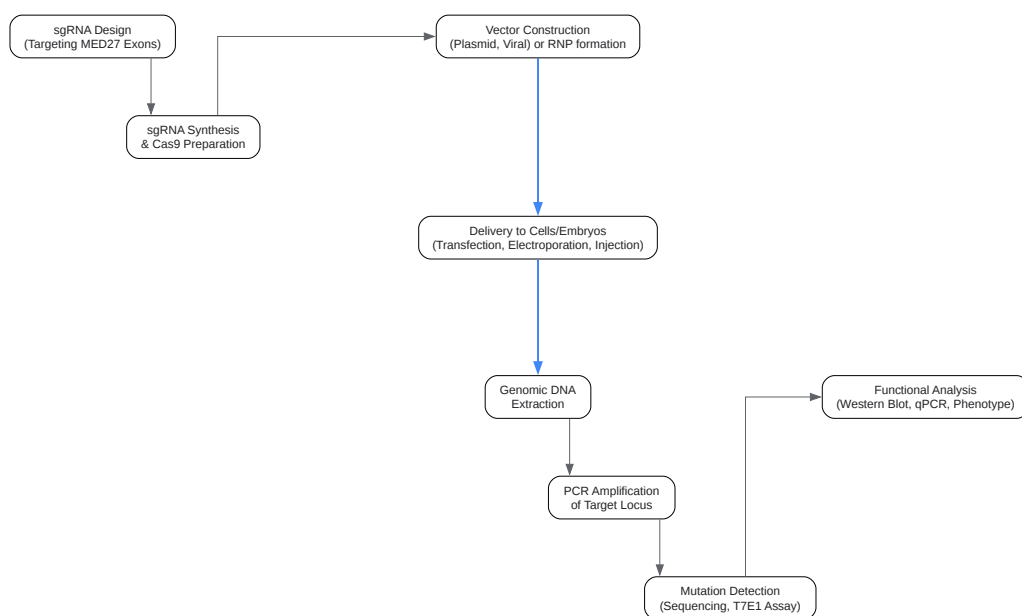 sgRNA Design
(Targeting MED27 Exons)
sgRNA Synthesis
& Cas9 Preparation
Vector Construction
(Plasmid, Viral) or RNP formation
Delivery to Cells/Embryos
(Transfection, Electroporation, Injection)
Genomic DNA
Extraction
PCR Amplification
of Target Locus
Mutation Detection
(Sequencing, T7E1 Assay)
Functional Analysis
(Western Blot, qPCR, Phenotype)